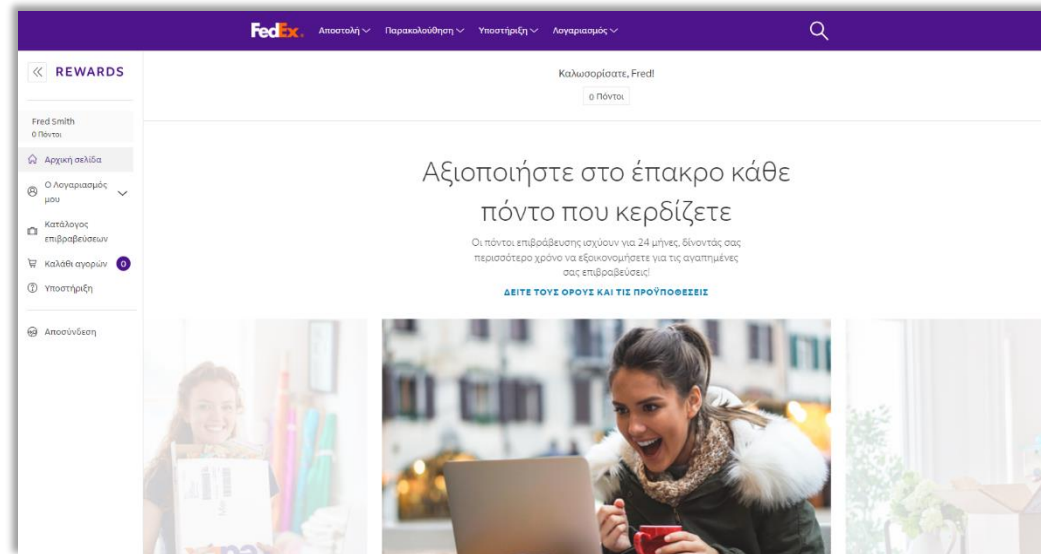 FedEx.
Αποστολή
Παρακολούθηση
Υποστήριξη
Λογαριασμός
REWARDS
Fred Smith
0 Πόντοι
Αρχική σελίδα
Ο Λογαριασμός
μου
Κατάλογος
επιβραβεύσεων
Καλάθι αγορών 0
Υποστήριξη
Αποσύνδεση
Καλωσορίσατε, Fred!
0 Πόντοι
Αξιοποιήστε στο έπακρο κάθε
πόντο που κερδίζετε
Οι πόντοι επιβράβευσης ισχύουν για 24 μήνες, δίνοντάς σας
περισσότερο χρόνο να εξοικονομήσετε για τις αγαπημένες
σας επιβραβεύσεις!
ΔΕΙΤΕ ΤΟΥΣ ΟΡΟΥΣ ΚΑΙ ΤΙΣ ΠΡΟΫΠΟΘΕΣΕΙΣ